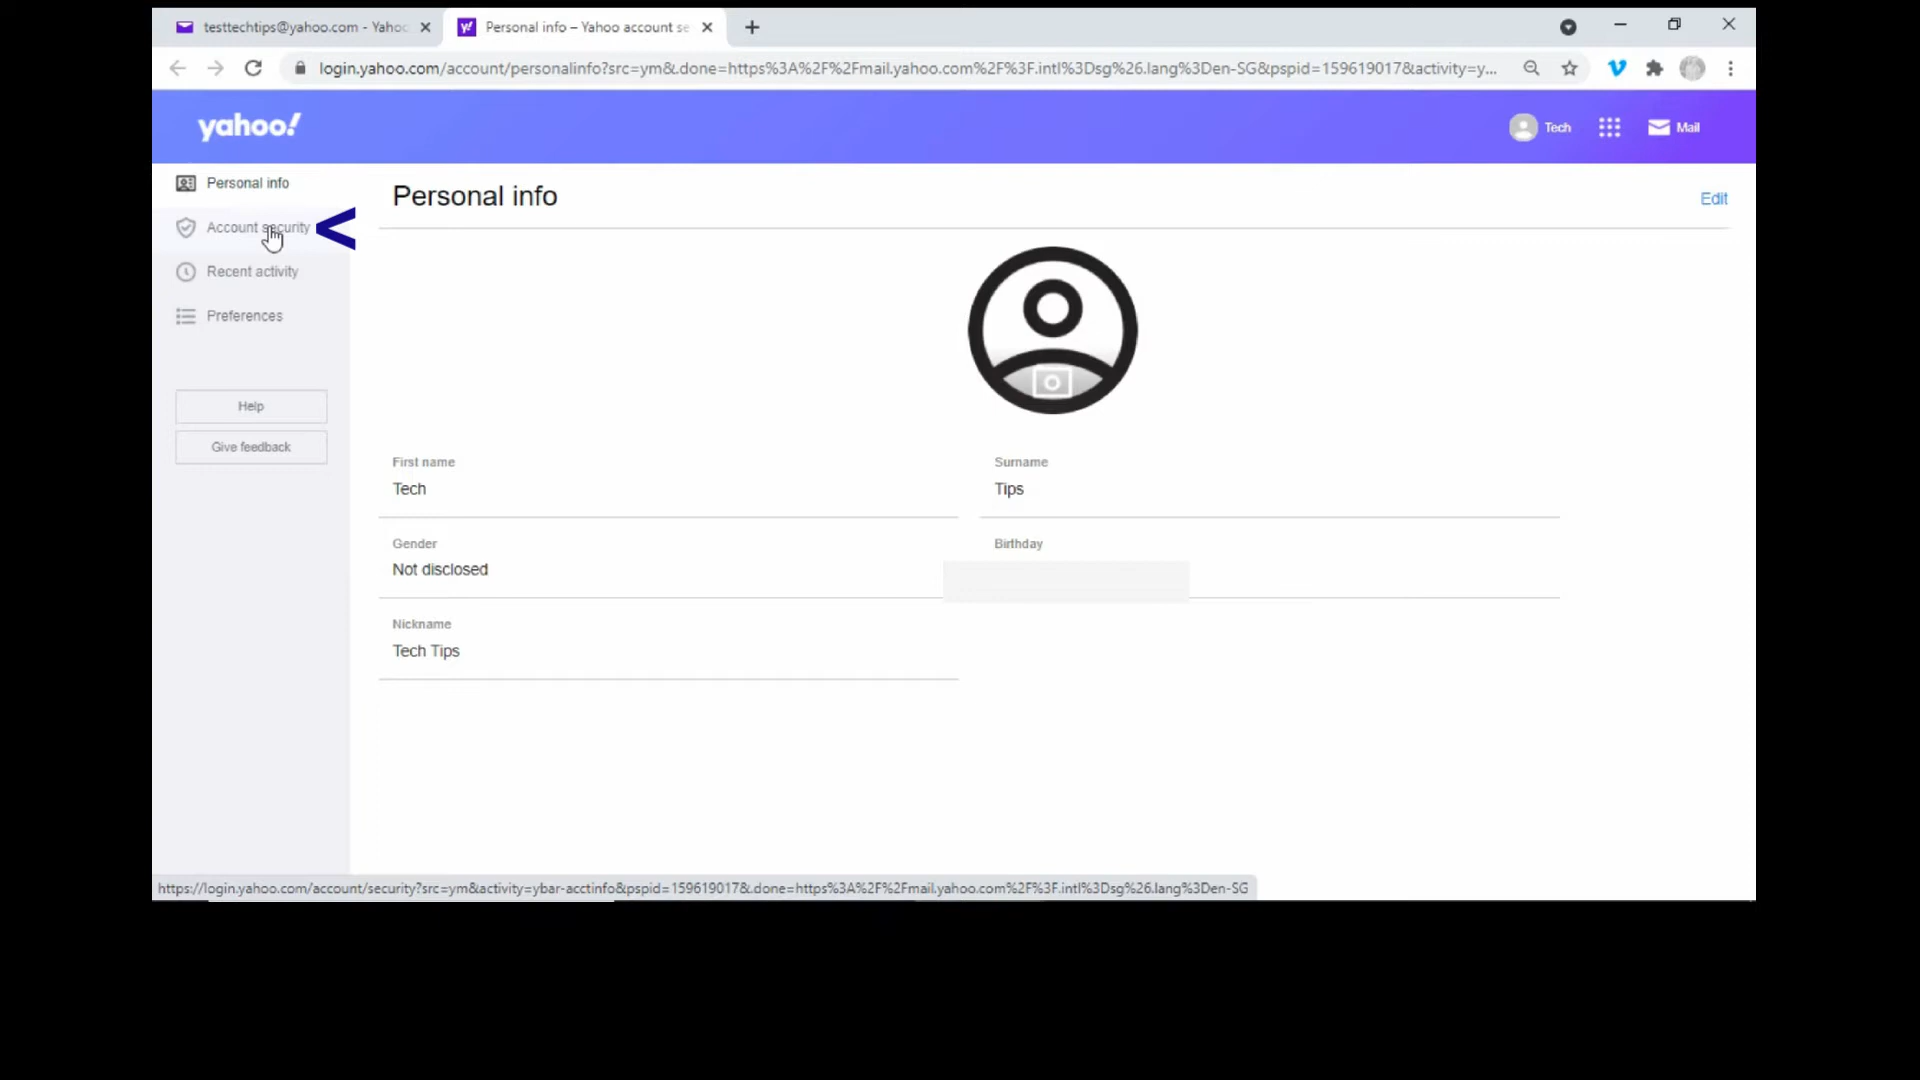 testtechtips@yahoo.com - Yahoo
Personal info – Yahoo account se
login.yahoo.com/account/personalinfo?src=ym&.done=https%3A%2F%2Fmail.yahoo.com%2F%3F.intl%3Dsg%26.lang%3Den-SG&pspid=159619017&activity=y...
yahoo!
Tech
Mail
Personal info
Account security
Recent activity
Preferences
Help
Give feedback
Personal info
Edit
First name
Tech
Surname
Tips
Gender
Not disclosed
Birthday
Nickname
Tech Tips
https://login.yahoo.com/account/security?src=ym&activity=ybar-acctinfo&pspid=159619017&.done=https%3A%2F%2Fmail.yahoo.com%2F%3F.intl%3Dsg%26.lang%3Den-SG